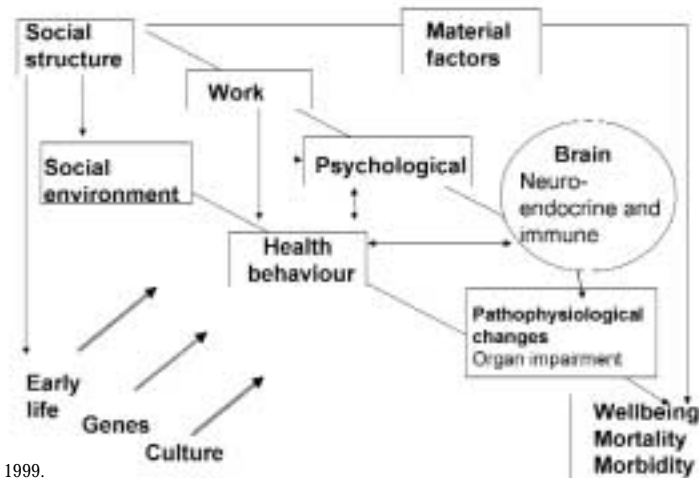 Social
structure
Material
factors
Work
Social
environment
Psychological
Brain
Neuro-
endocrine and
immune
Health
behaviour
Pathophysiological
changes
Organ impairment
Early
life
Genes
Culture
Wellbeing
Mortality
Morbidity
1999.